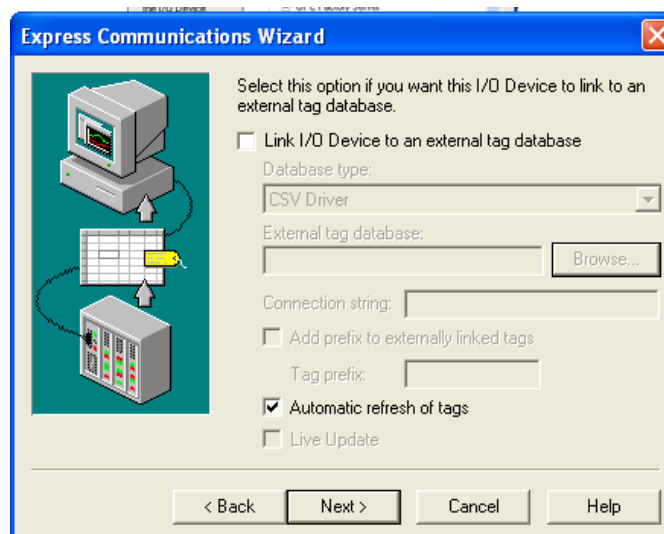 Express Communications Wizard
Select this option if you want this I/O Device to link to an
external tag database.
Link I/O Device to an external tag database
Database type:
CSV Driver
External tag database:
Browse...
Connection string:
Add prefix to externally linked tags
Tag prefix:
Automatic refresh of tags
Live Update
< Back
Next >
Cancel
Help